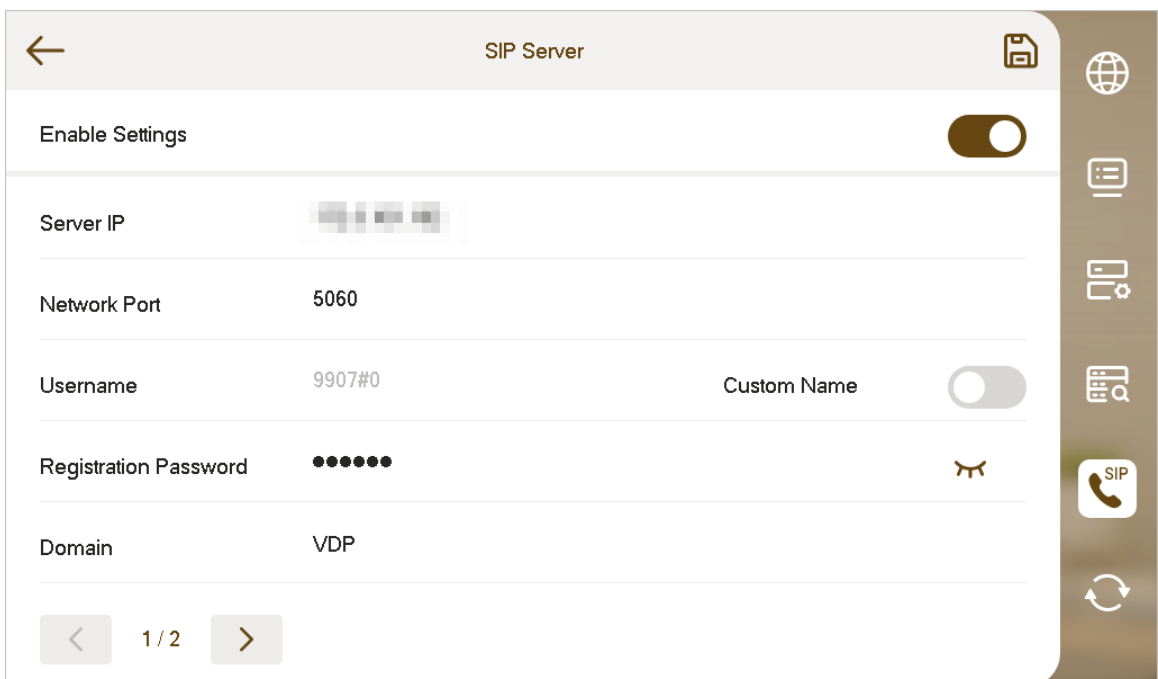 SIP Server
Enable Settings
Server IP
Network Port 5060
Username 9907#0 Custom Name
Registration Password ●●●●●●
SIP
Domain VDP
1 / 2